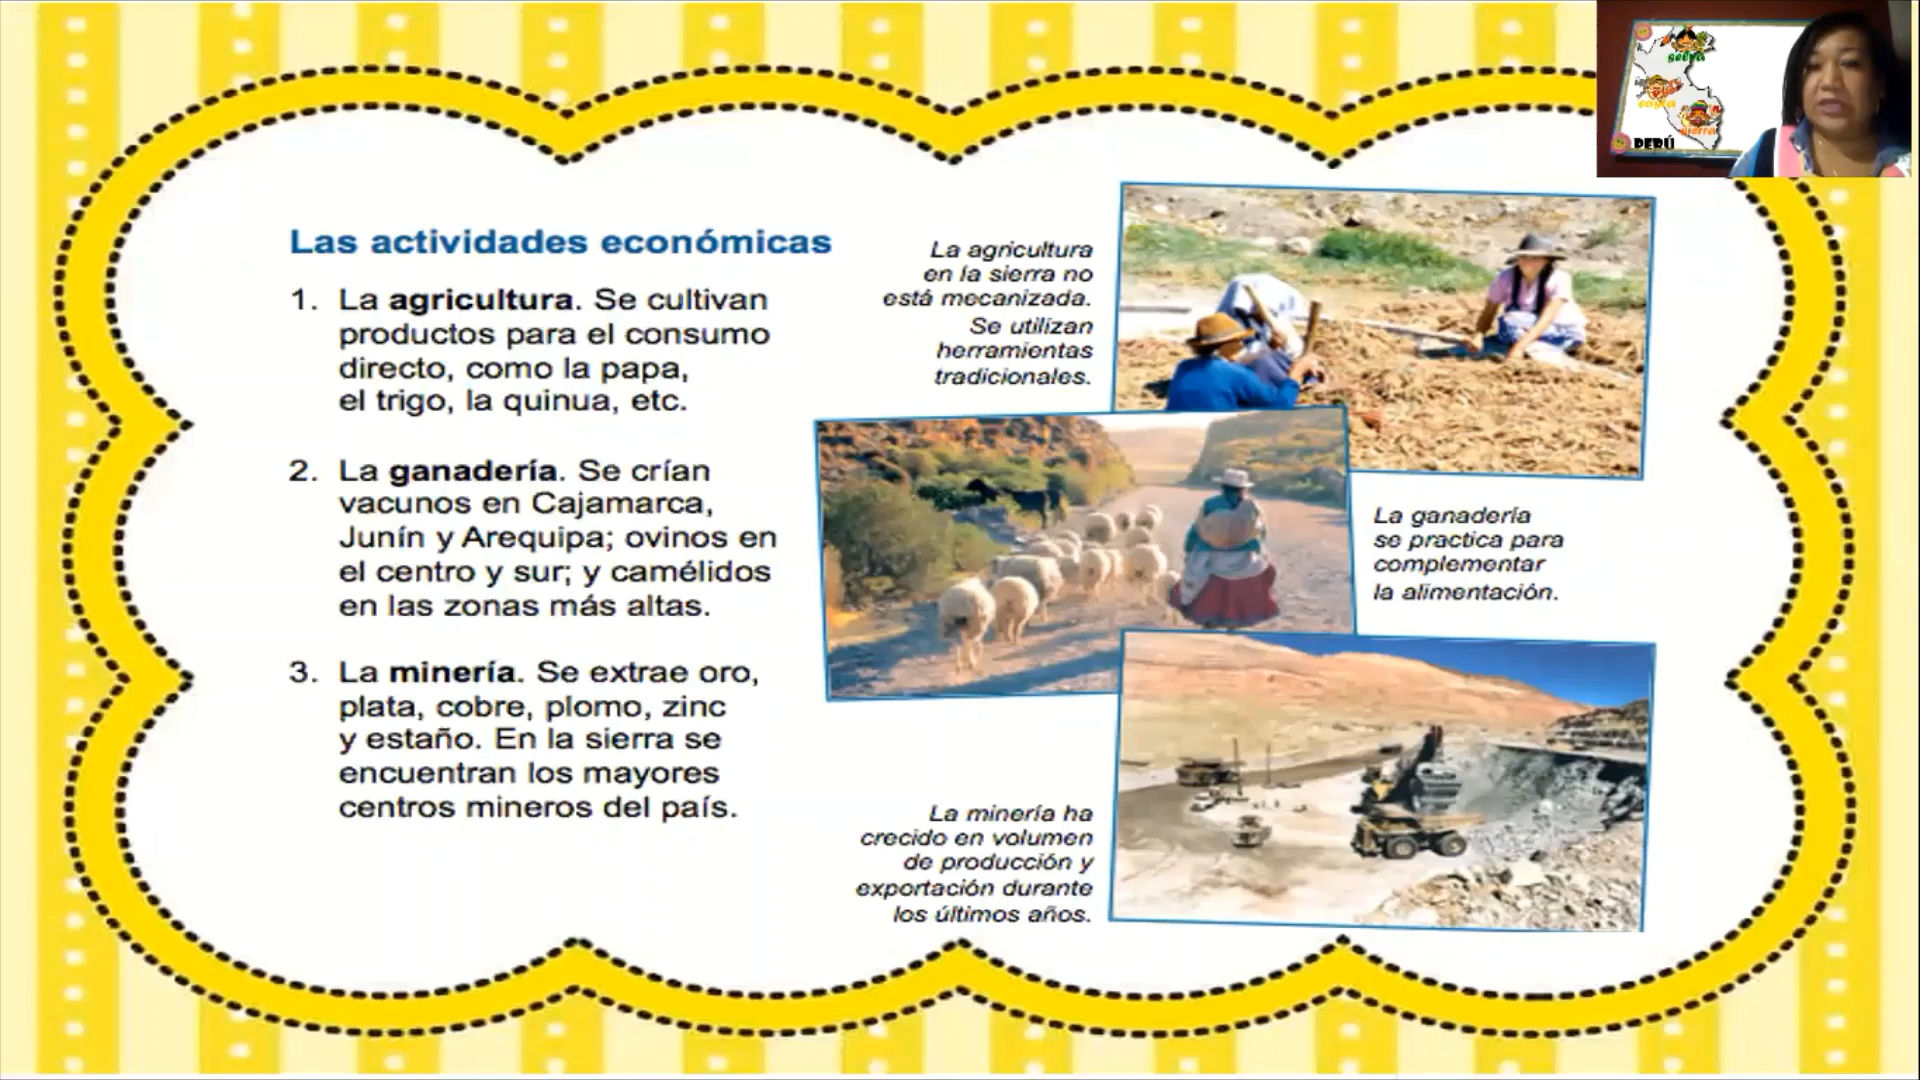 Las actividades económicas
1. La agricultura. Se cultivan
productos para el consumo
directo, como la papa,
el trigo, la quinua, etc.
2. La ganadería. Se crían
vacunos en Cajamarca,
Junín y Arequipa; ovinos en
el centro y sur; y camélidos
en las zonas más altas.
3. La minería. Se extrae oro,
plata, cobre, plomo, zinc
y estaño. En la sierra se
encuentran los mayores
centros mineros del país.
La agricultura
en la sierra no
está mecanizada.
Se utilizan
herramientas
tradicionales.
La ganadería
se practica para
complementar
la alimentación.
La minería ha
crecido en volumen
de producción y
exportación durante
los últimos años.
selva
costa
sierra
PERÚ